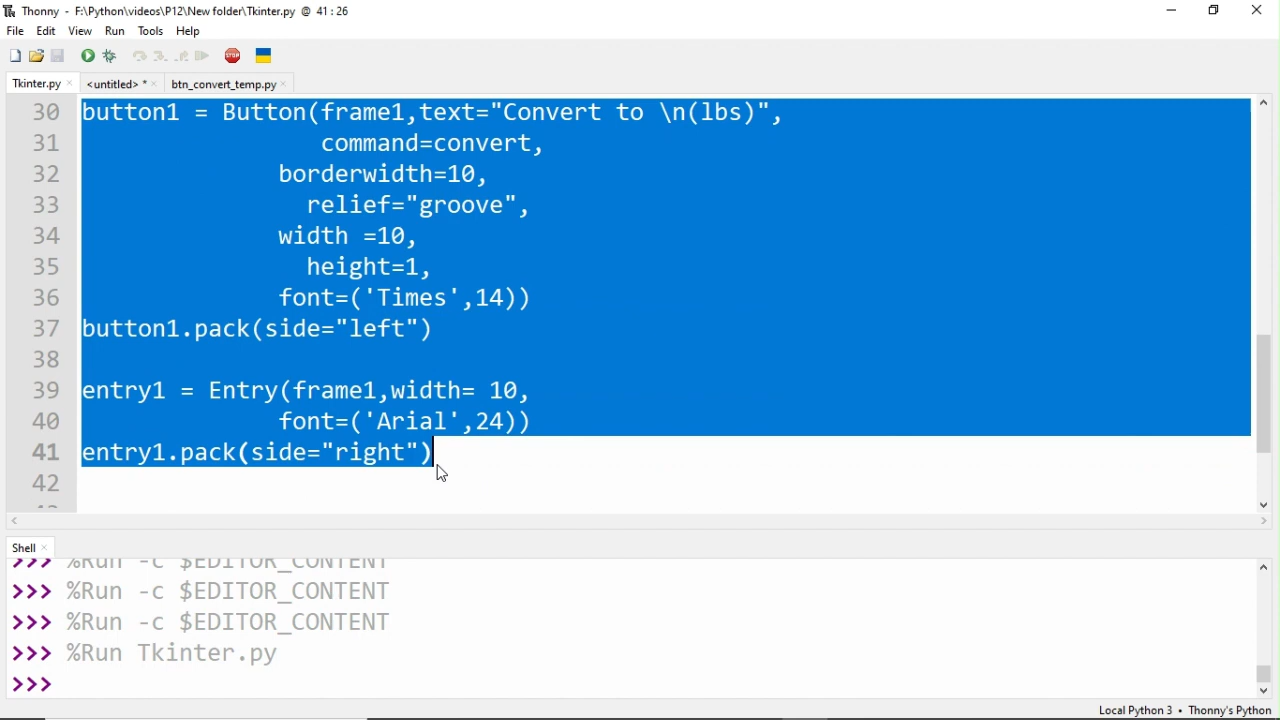 Thonny - F:\Python\videos\P12\New folder\Tkinter.py @ 41 : 26
File Edit View Run Tools Help
STOP
Tkinter.py × <untitled> * × btn_convert_temp.py ×
30 button1 = Button(frame1,text="Convert to \n(lbs)",
31 command=convert,
32 borderwidth=10,
33 relief="groove",
34 width =10,
35 height=1,
36 font=('Times',14))
37 button1.pack(side="left")
38
39 entry1 = Entry(frame1,width= 10,
40 font=('Arial',24))
41 entry1.pack(side="right")
42
Shell ×
>>> %Run -c $EDITOR_CONTENT
>>> %Run -c $EDITOR_CONTENT
>>> %Run -c $EDITOR_CONTENT
>>> %Run Tkinter.py
>>>
Local Python 3 • Thonny's Python